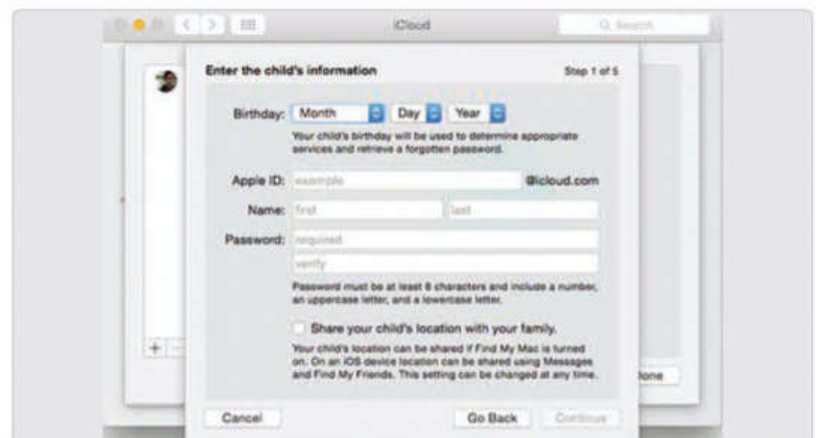 iCloud
Search
Enter the child's information
Step 1 of 5
Birthday: Month Day Year
Your child's birthday will be used to determine appropriate
services and retrieve a forgotten password.
Apple ID: example @icloud.com
Name: first last
Password: required
verify
Password must be at least 8 characters and include a number,
an uppercase letter, and a lowercase letter.
Share your child's location with your family.
Your child's location can be shared if Find My Mac is turned
on. On an iOS device location can be shared using Messages
and Find My Friends. This setting can be changed at any time.
+ −
Cancel Go Back Continue